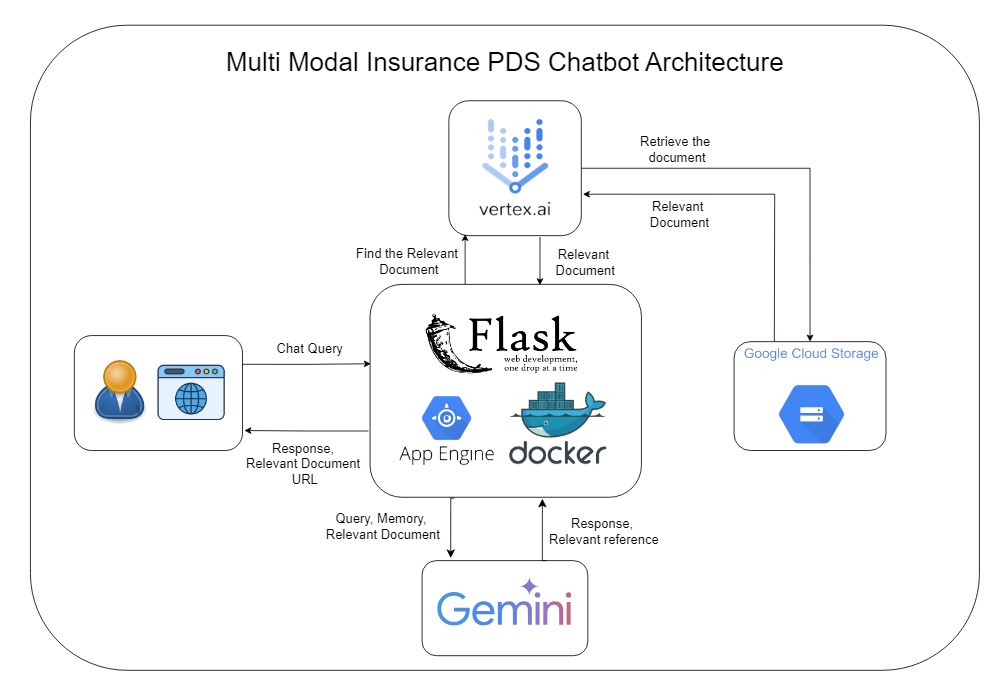 Multi Modal Insurance PDS Chatbot Architecture
vertex.ai
Retrieve the
document
Relevant
Document
Find the Relevant
Document
Relevant
Document
Flask
web development,
one drop at a time
App Engine
docker
Chat Query
Response,
Relevant Document
URL
Google Cloud Storage
Query, Memory,
Relevant Document
Response,
Relevant reference
Gemini